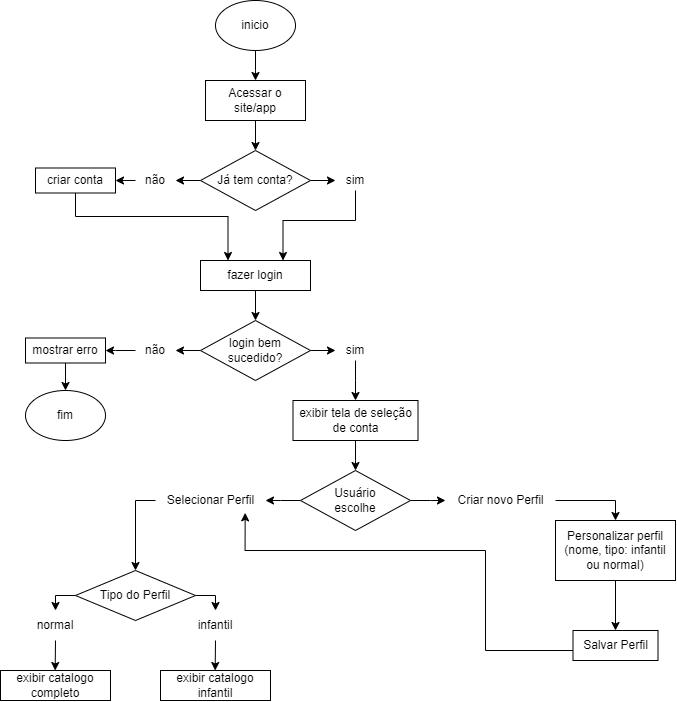 inicio
Acessar o
site/app
criar conta
não
Já tem conta?
sim
fazer login
mostrar erro
não
login bem
sucedido?
sim
fim
exibir tela de seleção
de conta
Selecionar Perfil
Usuário
escolhe
Criar novo Perfil
Personalizar perfil
(nome, tipo: infantil
ou normal)
Tipo do Perfil
normal
infantil
Salvar Perfil
exibir catalogo
completo
exibir catalogo
infantil